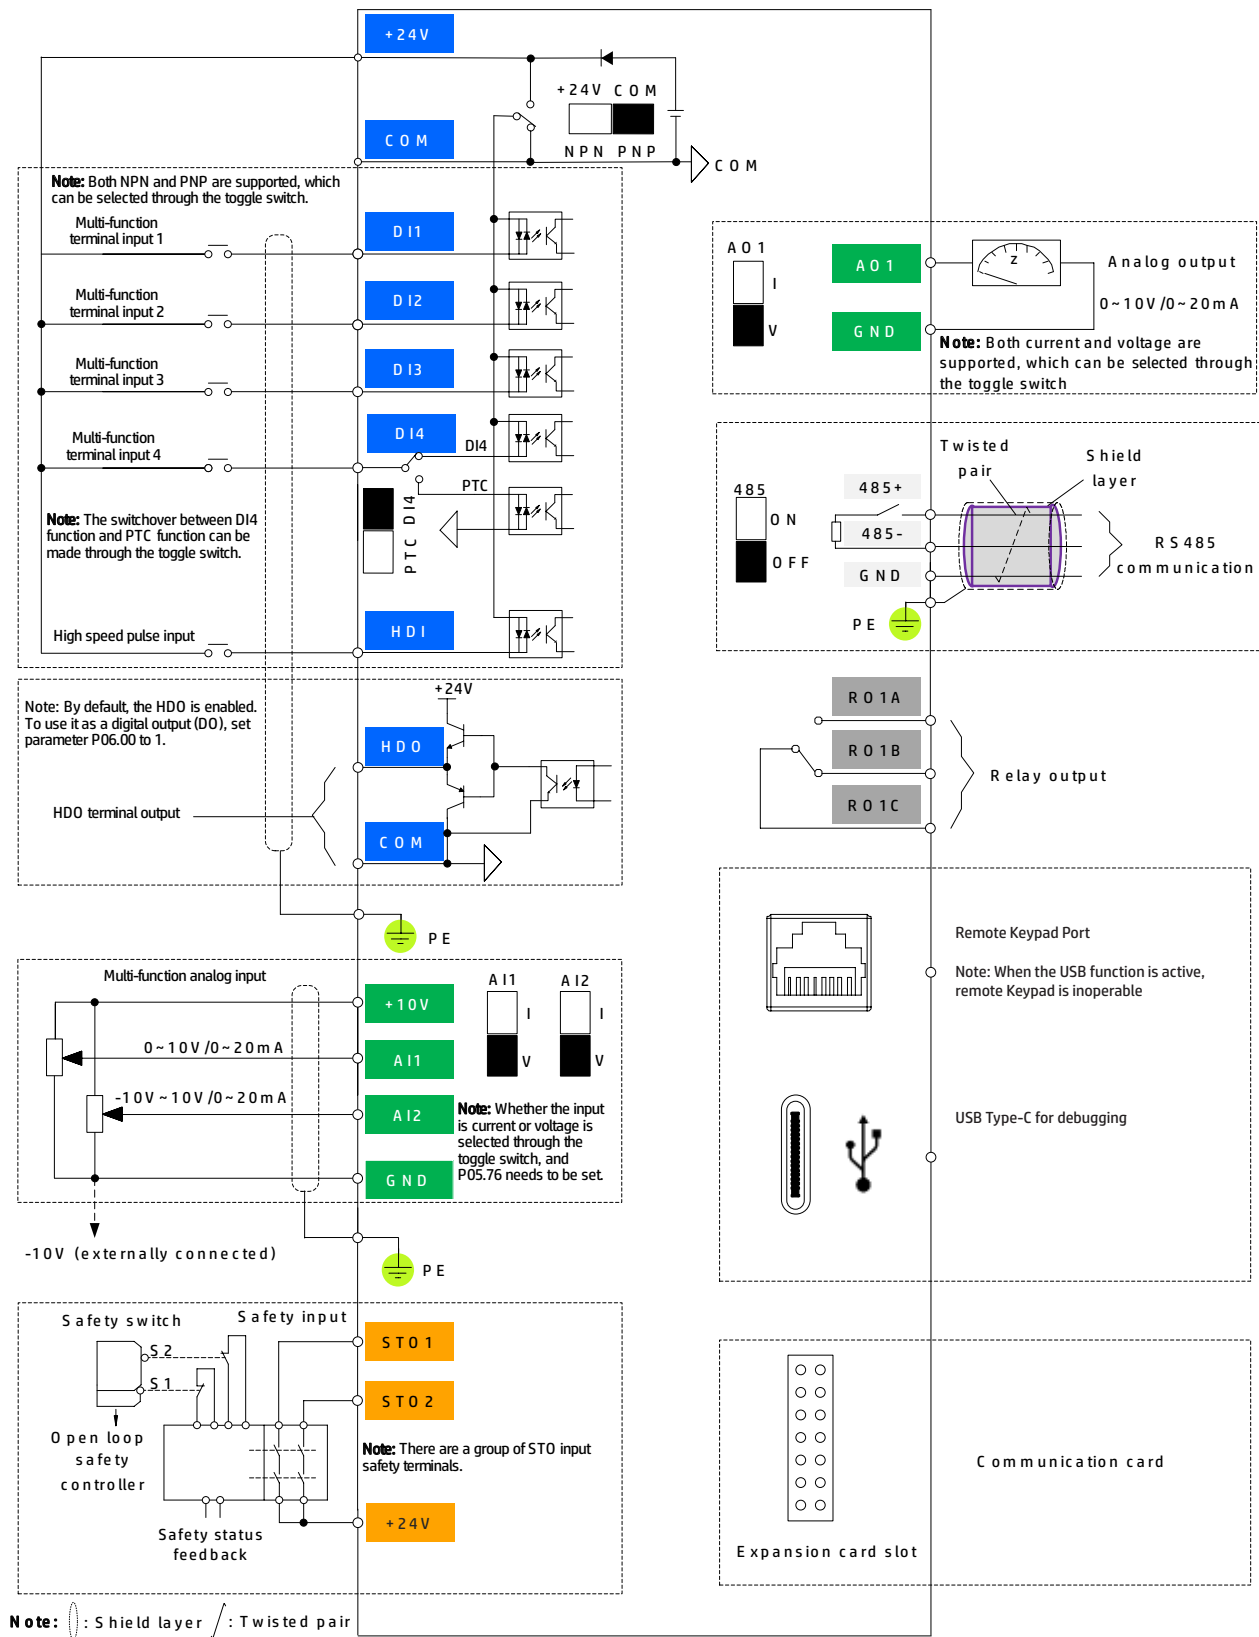 +24V
+24V COM
NPN PNP
COM
COM
Note: Both NPN and PNP are supported, which
can be selected through the toggle switch.
Multi-function
terminal input 1
DI1
Multi-function
terminal input 2
DI2
Multi-function
terminal input 3
DI3
Multi-function
terminal input 4
DI4
DI4
PTC
PTC DI4
Note: The switchover between DI4
function and PTC function can be
made through the toggle switch.
High speed pulse input
HDI
Note: By default, the HDO is enabled.
To use it as a digital output (DO), set
parameter P06.00 to 1.
+24V
HDO
HDO terminal output
COM
PE
Multi-function analog input
+10V
AI1
AI2
I
I
V
V
0~10V/0~20mA
AI1
-10V~10V/0~20mA
AI2
Note: Whether the input
is current or voltage is
selected through the
toggle switch, and
P05.76 needs to be set.
GND
-10V (externally connected)
PE
Safety switch
Safety input
S2
S1
STO1
STO2
Open loop
safety
controller
Note: There are a group of STO input
safety terminals.
+24V
Safety status
feedback
Note: : Shield layer : Twisted pair
AO1
I
V
AO1
Z
Analog output
0~10V/0~20mA
GND
Note: Both current and voltage are
supported, which can be selected through
the toggle switch
485
ON
OFF
485+
485-
GND
PE
Twisted
pair
Shield
layer
RS485
communication
RO1A
RO1B
RO1C
Relay output
Remote Keypad Port
Note: When the USB function is active,
remote Keypad is inoperable
USB Type-C for debugging
Communication card
Expansion card slot